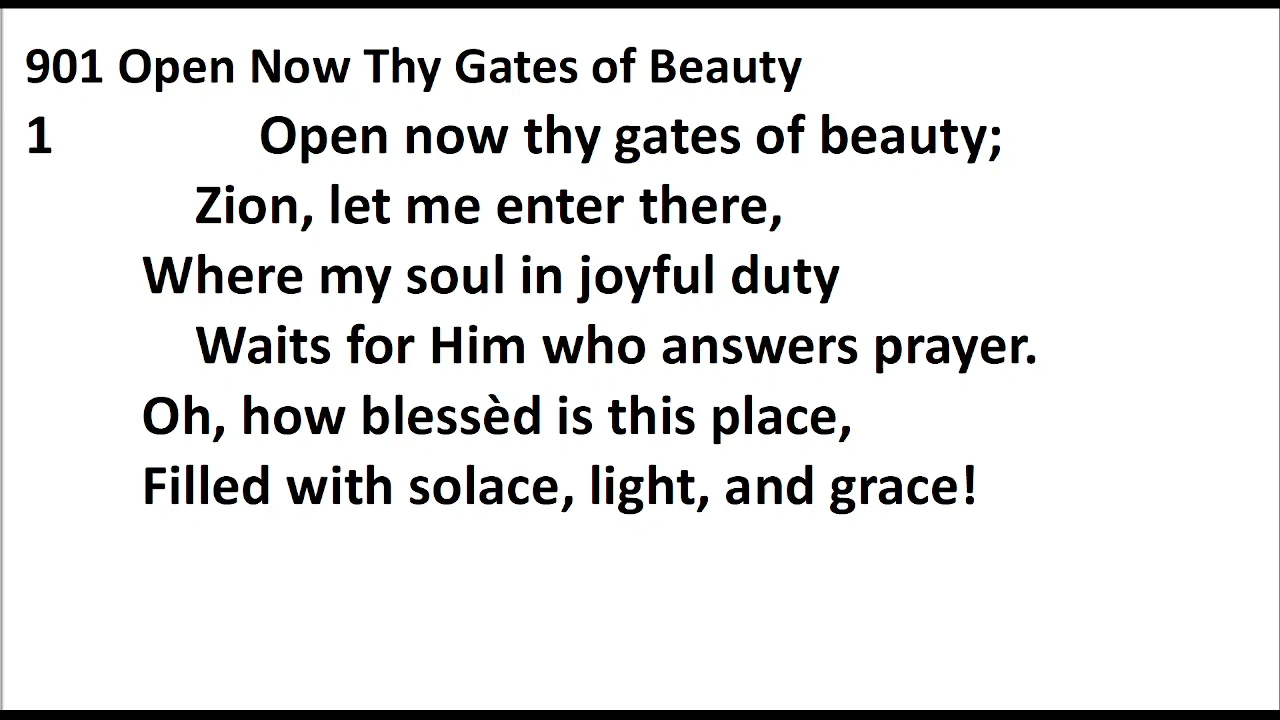 901 Open Now Thy Gates of Beauty
1 Open now thy gates of beauty;
Zion, let me enter there,
Where my soul in joyful duty
Waits for Him who answers prayer.
Oh, how blessèd is this place,
Filled with solace, light, and grace!